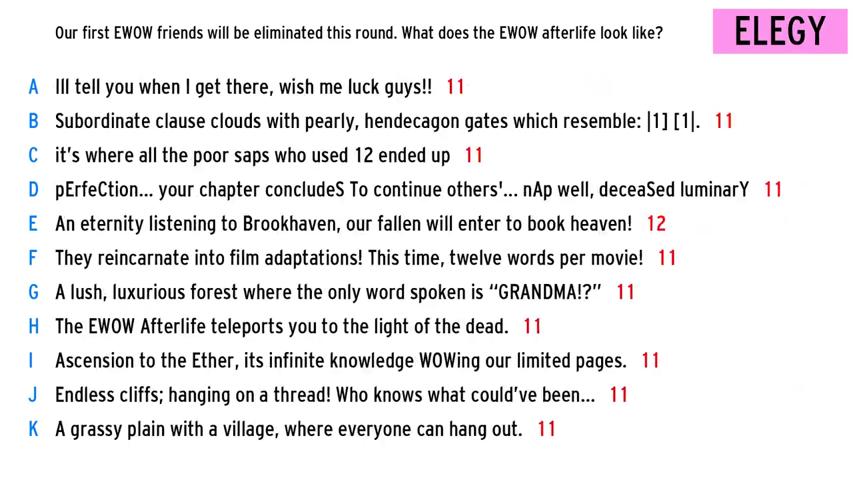 Our first EWOW friends will be eliminated this round. What does the EWOW afterlife look like?
ELEGY
A Ill tell you when I get there, wish me luck guys!! 11
B Subordinate clause clouds with pearly, hendecagon gates which resemble: |1] [1|. 11
C it's where all the poor saps who used 12 ended up 11
D pErfeCtion... your chapter concludeS To continue others'... nAp well, deceaSed luminarY 11
E An eternity listening to Brookhaven, our fallen will enter to book heaven! 12
F They reincarnate into film adaptations! This time, twelve words per movie! 11
G A lush, luxurious forest where the only word spoken is “GRANDMA!?” 11
H The EWOW Afterlife teleports you to the light of the dead. 11
I Ascension to the Ether, its infinite knowledge WOWing our limited pages. 11
J Endless cliffs; hanging on a thread! Who knows what could've been... 11
K A grassy plain with a village, where everyone can hang out. 11